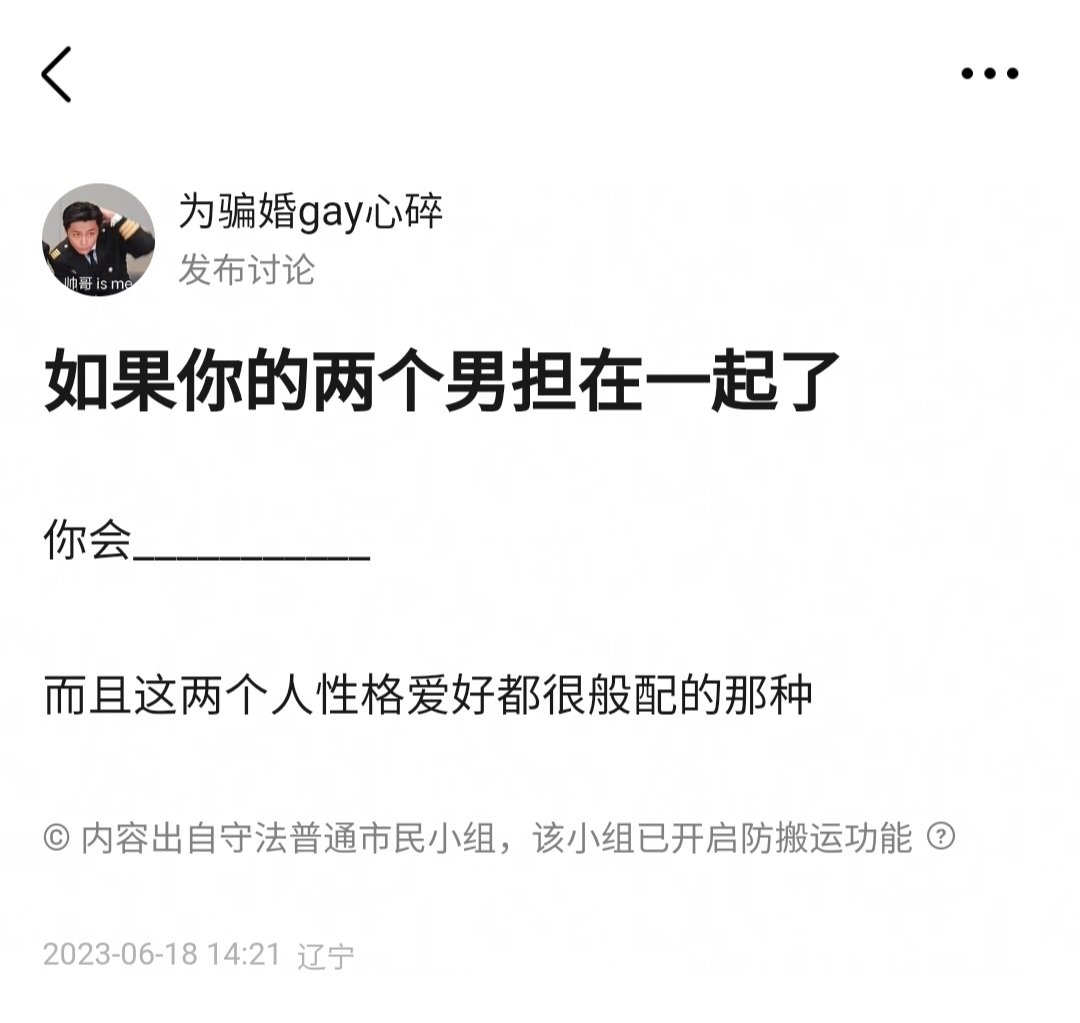 为骗婚gay心碎
帅哥 is me
发布讨论
如果你的两个男担在一起了
你会___________
而且这两个人性格爱好都很般配的那种
© 内容出自守法普通市民小组，该小组已开启防搬运功能 ?
2023-06-18 14:21 辽宁